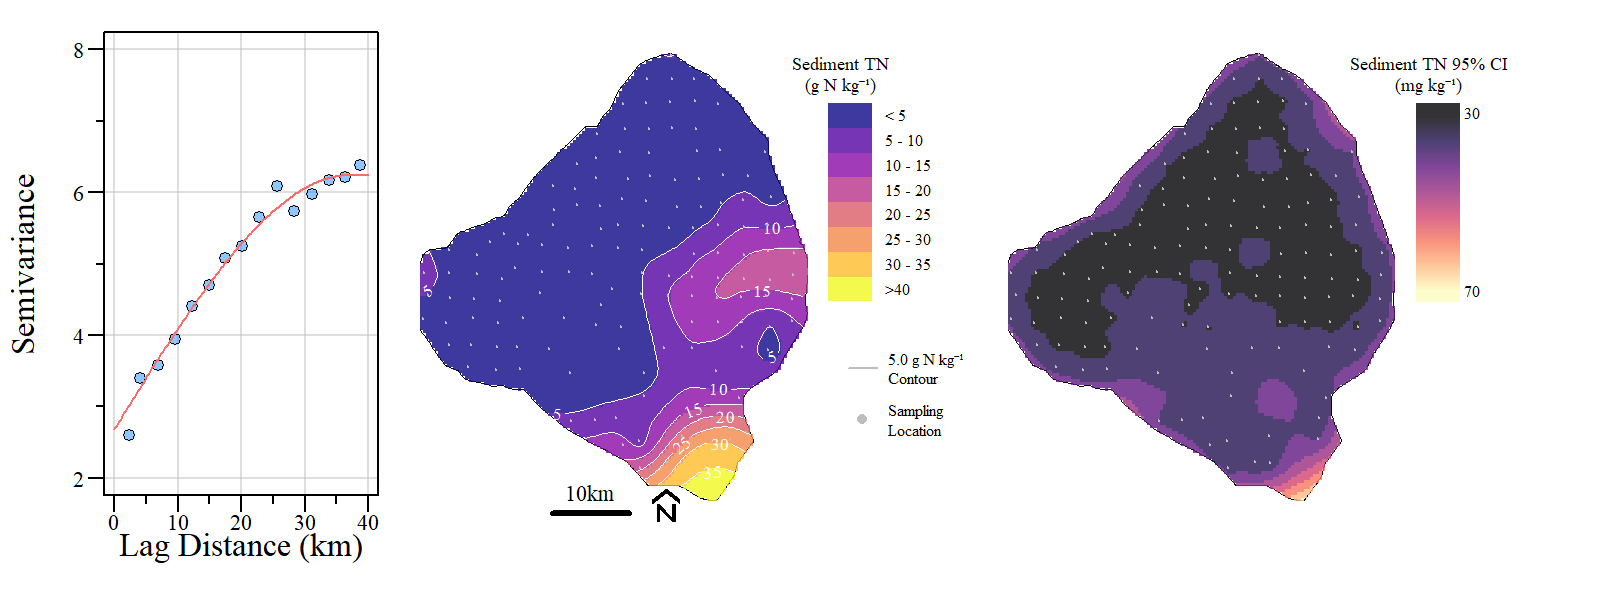 8
6
4
2
Semivariance
0 10 20 30 40
Lag Distance (km)
Sediment TN
(g N kg⁻¹)
< 5
5 - 10
10 - 15
15 - 20
20 - 25
25 - 30
30 - 35
>40
5.0 g N kg⁻¹
Contour
Sampling
Location
10
5
15
5
10
5
15
20
25
30
35
10km
N
Sediment TN 95% CI
(mg kg⁻¹)
30
70